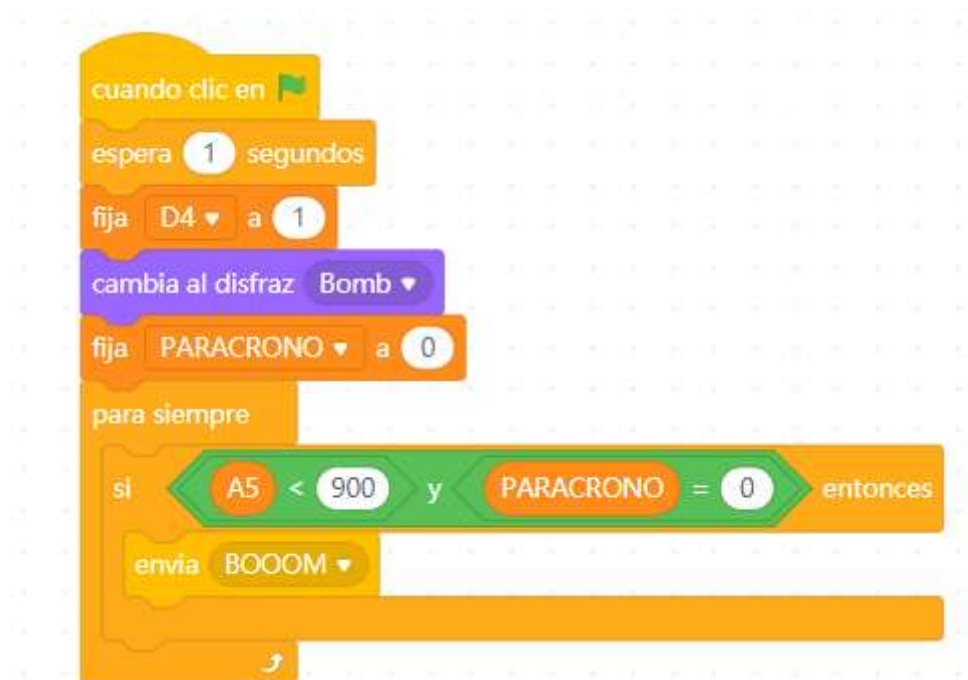 cuando clic en
espera 1 segundos
fija D4 a 1
cambia al disfraz Bomb
fija PARACRONO a 0
para siempre
si A5 < 900 y PARACRONO = 0 entonces
envia BOOOM